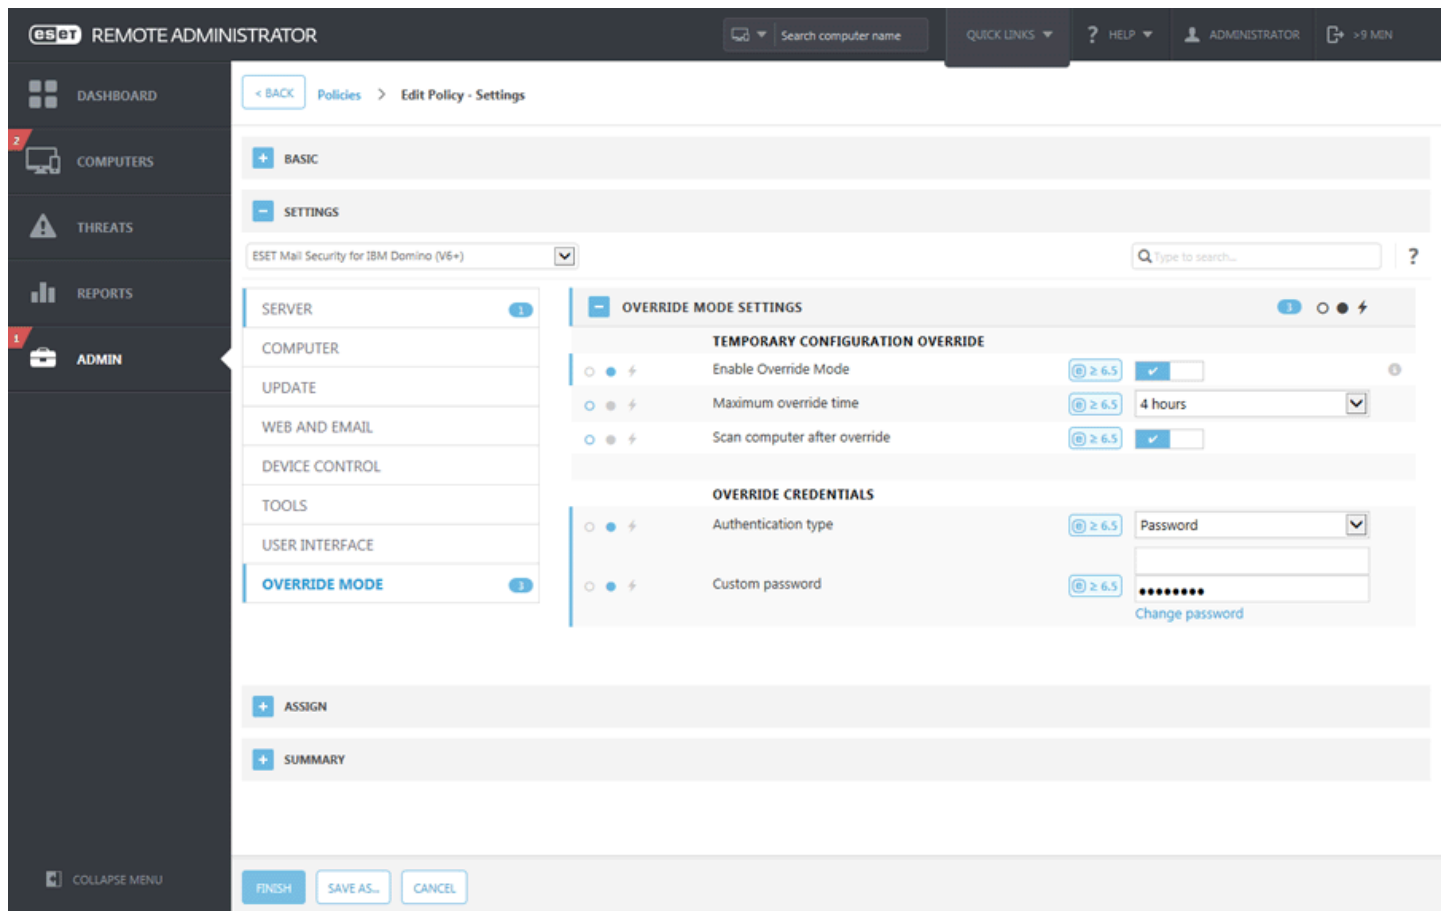 eset REMOTE ADMINISTRATOR
Search computer name
QUICK LINKS
? HELP
ADMINISTRATOR
>9 MIN
DASHBOARD
2
COMPUTERS
THREATS
REPORTS
1
ADMIN
COLLAPSE MENU
< BACK Policies > Edit Policy - Settings
+ BASIC
- SETTINGS
ESET Mail Security for IBM Domino (V6+)
Type to search...
?
SERVER 1
COMPUTER
UPDATE
WEB AND EMAIL
DEVICE CONTROL
TOOLS
USER INTERFACE
OVERRIDE MODE 3
- OVERRIDE MODE SETTINGS 3
TEMPORARY CONFIGURATION OVERRIDE
Enable Override Mode ≥ 6.5
Maximum override time ≥ 6.5 4 hours
Scan computer after override ≥ 6.5
OVERRIDE CREDENTIALS
Authentication type ≥ 6.5 Password
Custom password ≥ 6.5 ••••••••
Change password
+ ASSIGN
+ SUMMARY
FINISH SAVE AS... CANCEL